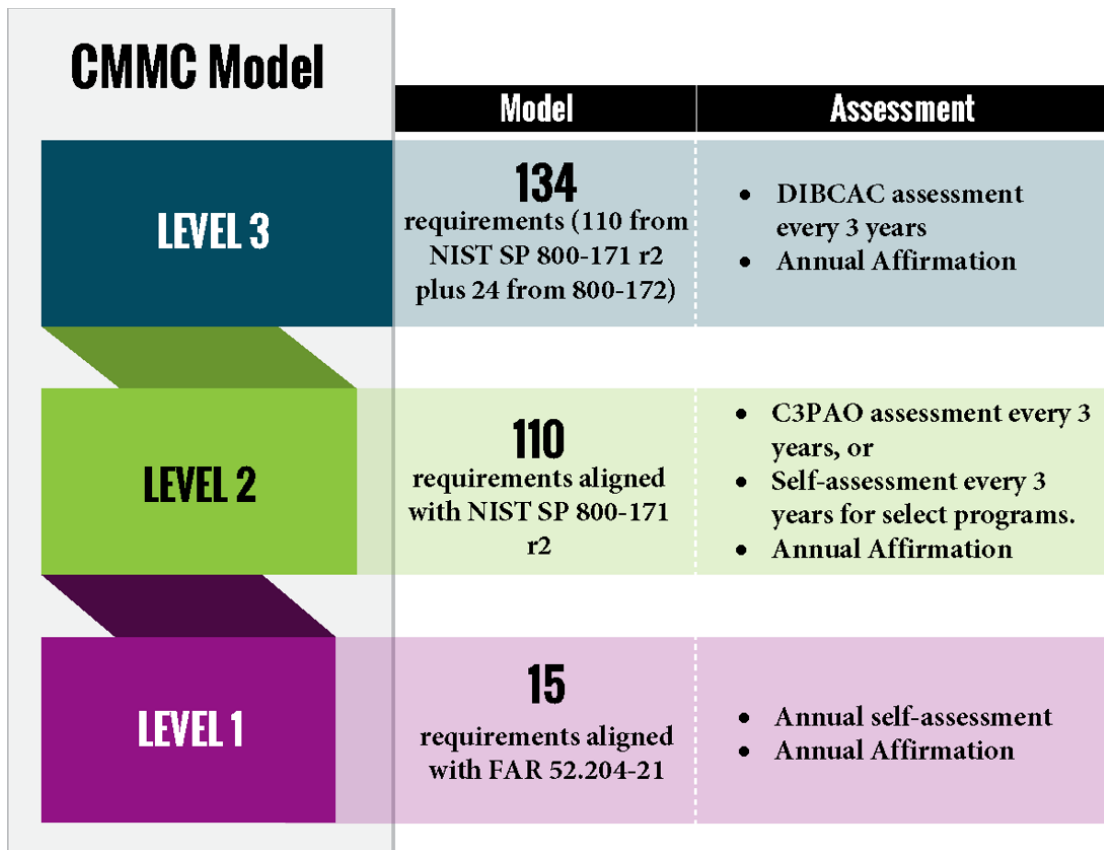 CMMC Model
Model
Assessment
LEVEL 3
134
requirements (110 from
NIST SP 800-171 r2
plus 24 from 800-172)
• DIBCAC assessment
every 3 years
• Annual Affirmation
LEVEL 2
110
requirements aligned
with NIST SP 800-171
r2
• C3PAO assessment every 3
years, or
• Self-assessment every 3
years for select programs.
• Annual Affirmation
LEVEL 1
15
requirements aligned
with FAR 52.204-21
• Annual self-assessment
• Annual Affirmation